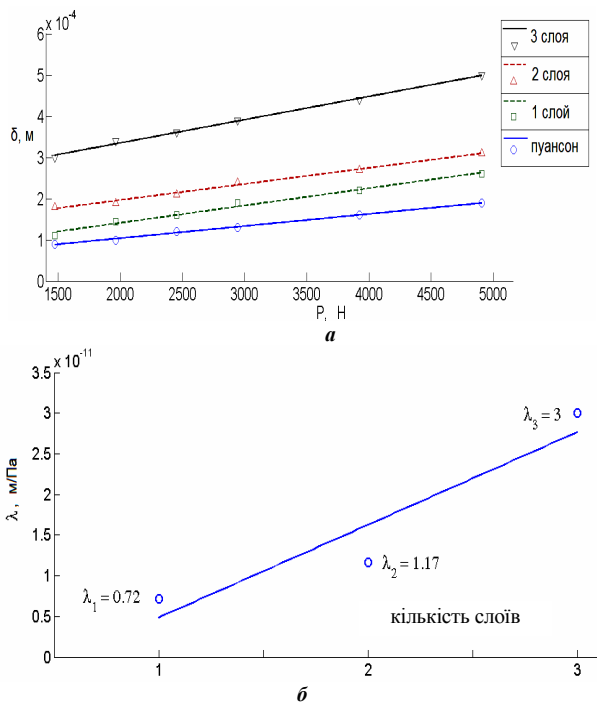 x 10⁻⁴
6
5
4
3
2
1
0
δ, м
3 слоя
2 слоя
1 слой
пуансон
1500 2000 2500 3000 3500 4000 4500 5000
P, Н
а
x 10⁻¹¹
3.5
3
2.5
2
1.5
1
0.5
0
λ, м/Па
λ₃ = 3
λ₂ = 1.17
λ₁ = 0.72
кількість слоїв
1 2 3
б